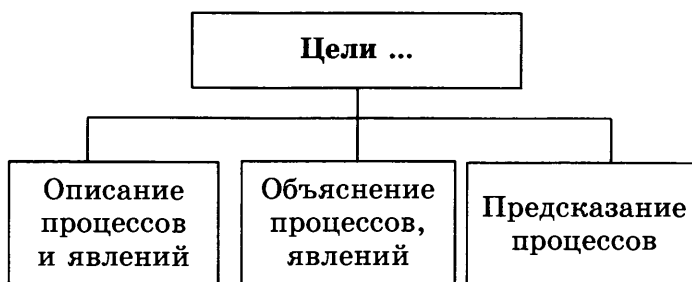 Цели ...
Описание
процессов
и явлений
Объяснение
процессов,
явлений
Предсказание
процессов